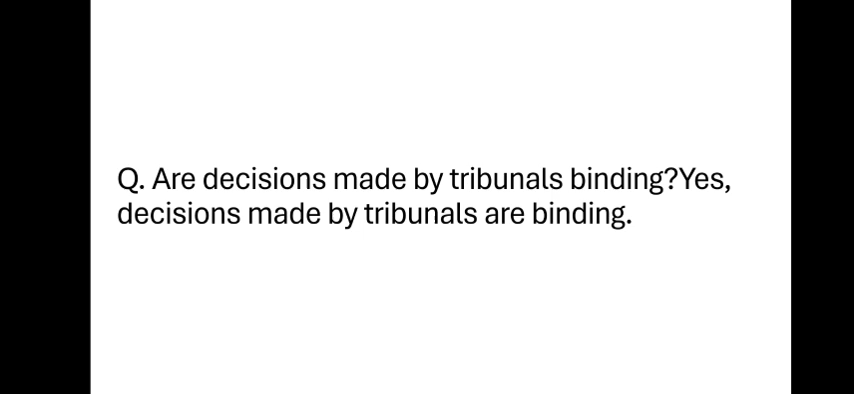 Q. Are decisions made by tribunals binding?Yes,
decisions made by tribunals are binding.